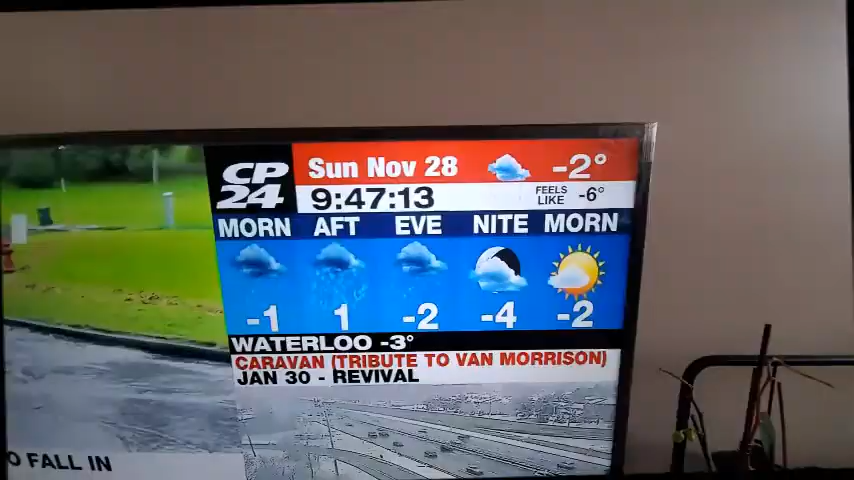 CP
24
Sun Nov 28
-2°
9:47:13
FEELS
LIKE -6°
MORN AFT EVE NITE MORN
-1 1 -2 -4 -2
WATERLOO -3°
CARAVAN (TRIBUTE TO VAN MORRISON)
JAN 30 - REVIVAL
O FALL IN